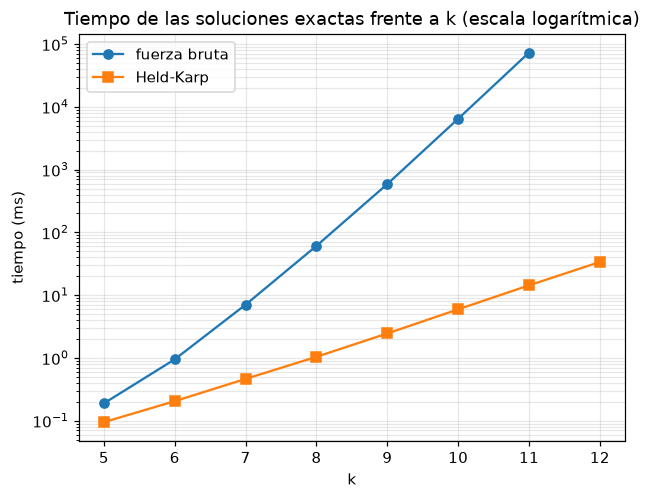 Tiempo de las soluciones exactas frente a k (escala logarítmica)
fuerza bruta
Held-Karp
tiempo (ms)
10^5
10^4
10^3
10^2
10^1
10^0
10^−1
5 6 7 8 9 10 11 12
k